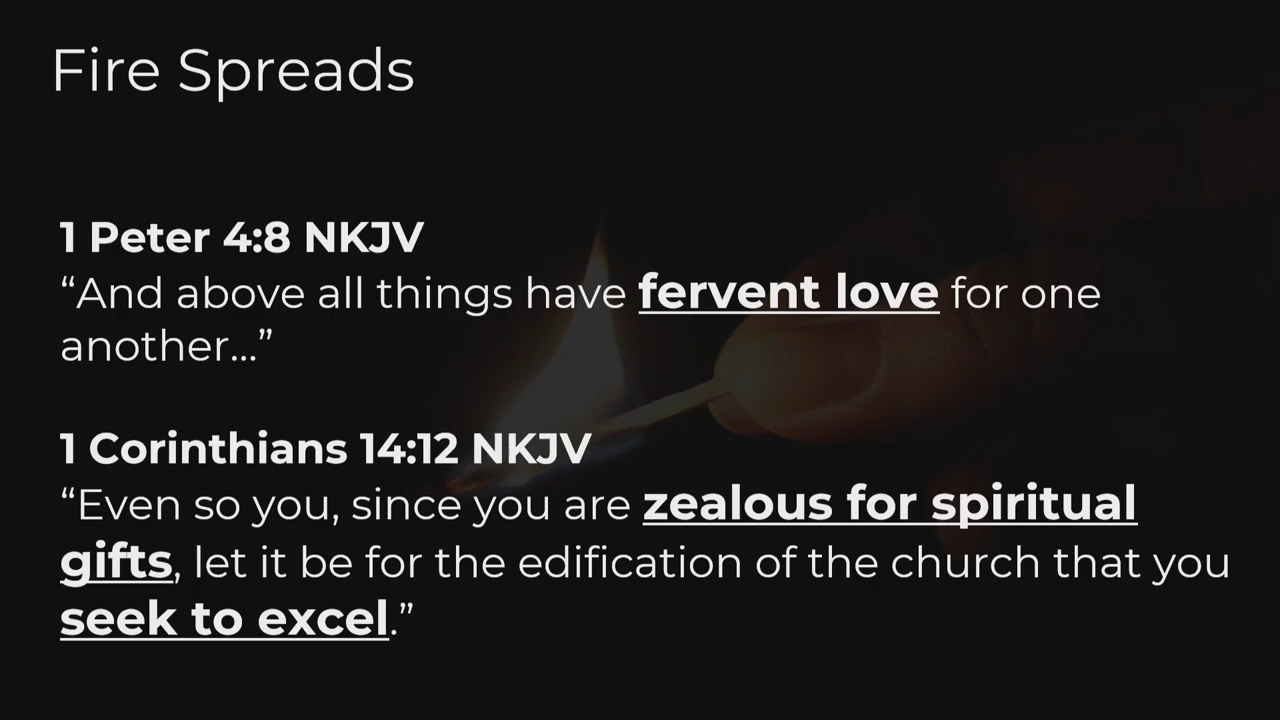 Fire Spreads
1 Peter 4:8 NKJV
“And above all things have fervent love for one
another...”
1 Corinthians 14:12 NKJV
“Even so you, since you are zealous for spiritual
gifts, let it be for the edification of the church that you
seek to excel.”